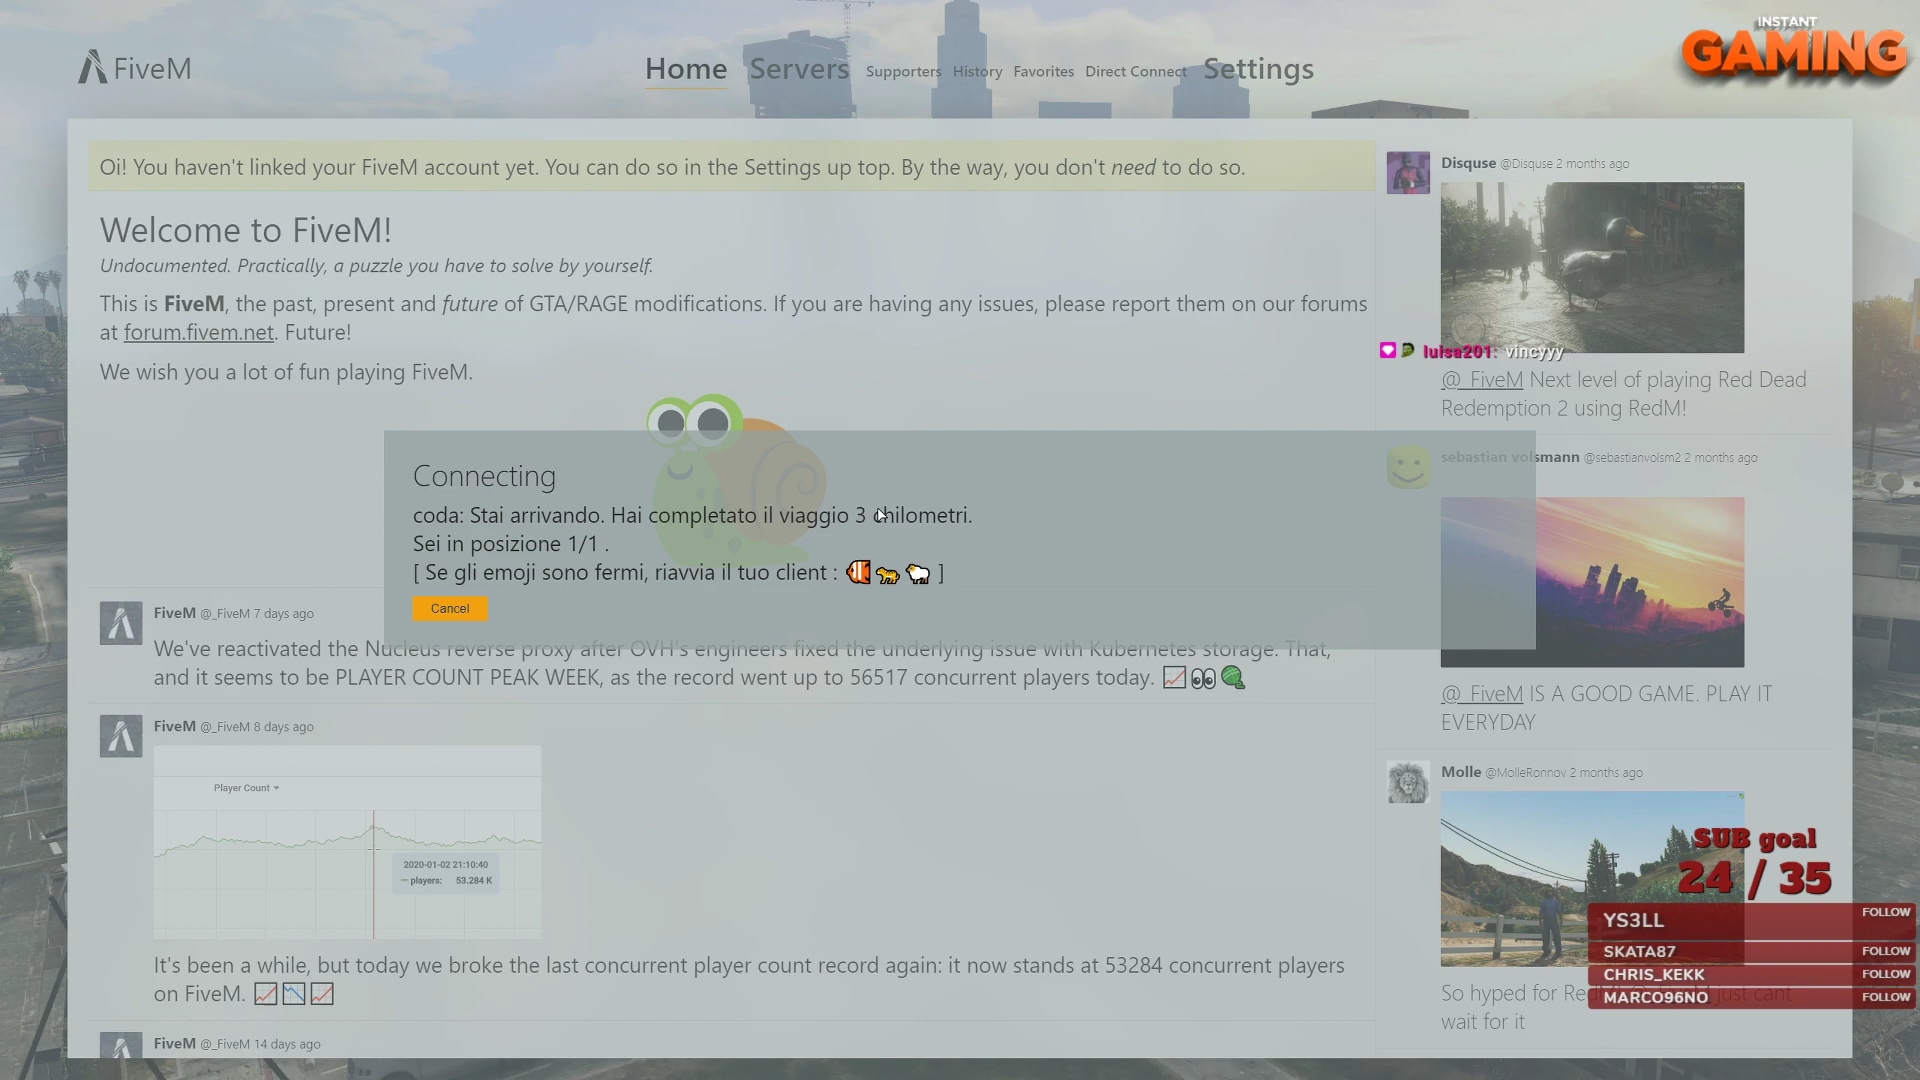 FiveM
Home Servers Supporters History Favorites Direct Connect Settings
INSTANT
GAMING
Oi! You haven't linked your FiveM account yet. You can do so in the Settings up top. By the way, you don't need to do so.
Welcome to FiveM!
Undocumented. Practically, a puzzle you have to solve by yourself.
This is FiveM, the past, present and future of GTA/RAGE modifications. If you are having any issues, please report them on our forums
at forum.fivem.net. Future!
We wish you a lot of fun playing FiveM.
Connecting
coda: Stai arrivando. Hai completato il viaggio 3 chilometri.
Sei in posizione 1/1 .
[ Se gli emoji sono fermi, riavvia il tuo client : 🐠🐅🐑 ]
Cancel
FiveM @_FiveM 7 days ago
We've reactivated the Nucleus reverse proxy after OVH's engineers fixed the underlying issue with Kubernetes storage. That,
and it seems to be PLAYER COUNT PEAK WEEK, as the record went up to 56517 concurrent players today. 📈👀🧶
FiveM @_FiveM 8 days ago
Player Count
2020-01-02 21:10:40
players: 53.284 K
It's been a while, but today we broke the last concurrent player count record again: it now stands at 53284 concurrent players
on FiveM. 📈📉📈
FiveM @_FiveM 14 days ago
Disquse @Disquse 2 months ago
luisa201: vincyyy
@_FiveM Next level of playing Red Dead
Redemption 2 using RedM!
sebastian volsmann @sebastianvolsm2 2 months ago
@_FiveM IS A GOOD GAME. PLAY IT
EVERYDAY
Molle @MolleRonnov 2 months ago
SUB goal
24 / 35
YS3LL FOLLOW
SKATA87 FOLLOW
CHRIS_KEKK FOLLOW
MARCO96NO FOLLOW
So hyped for just cant
wait for it